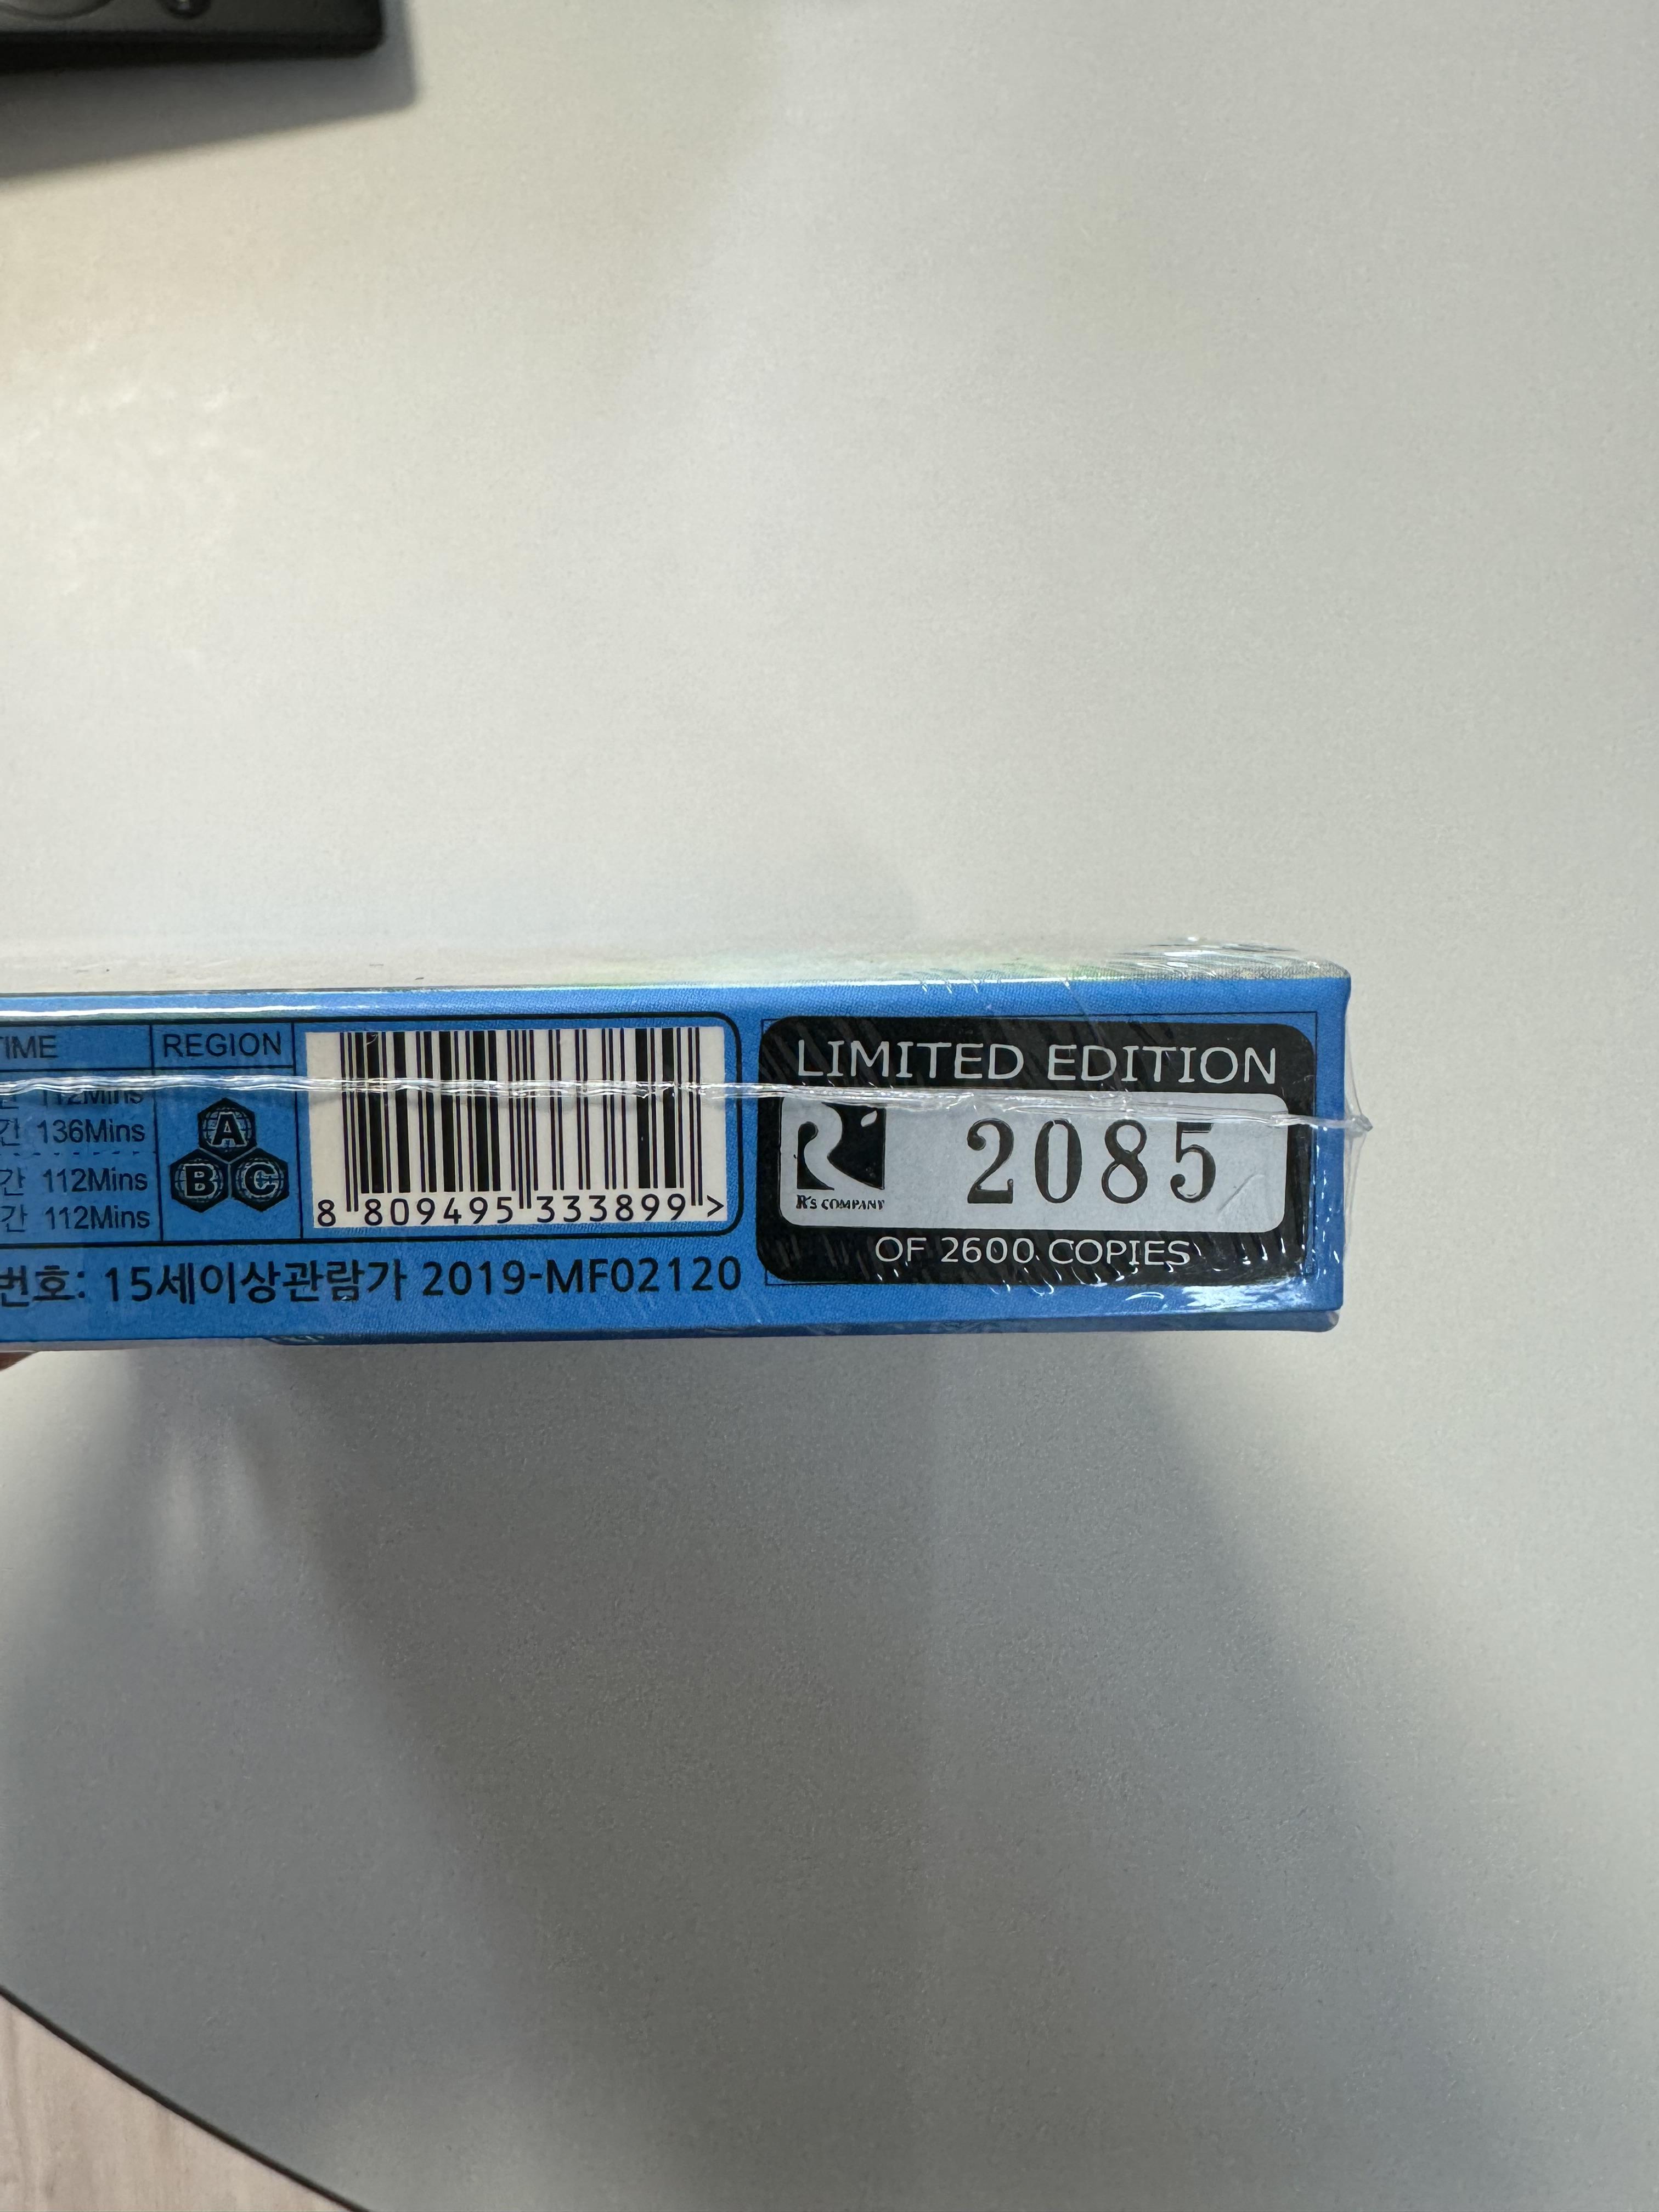 REGION
112Mins
간 136Mins
간 112Mins
간 112Mins
A
B C
8 809495 333899 >
번호: 15세이상관람가 2019-MF02120
LIMITED EDITION
R's COMPANY
2085
OF 2600 COPIES